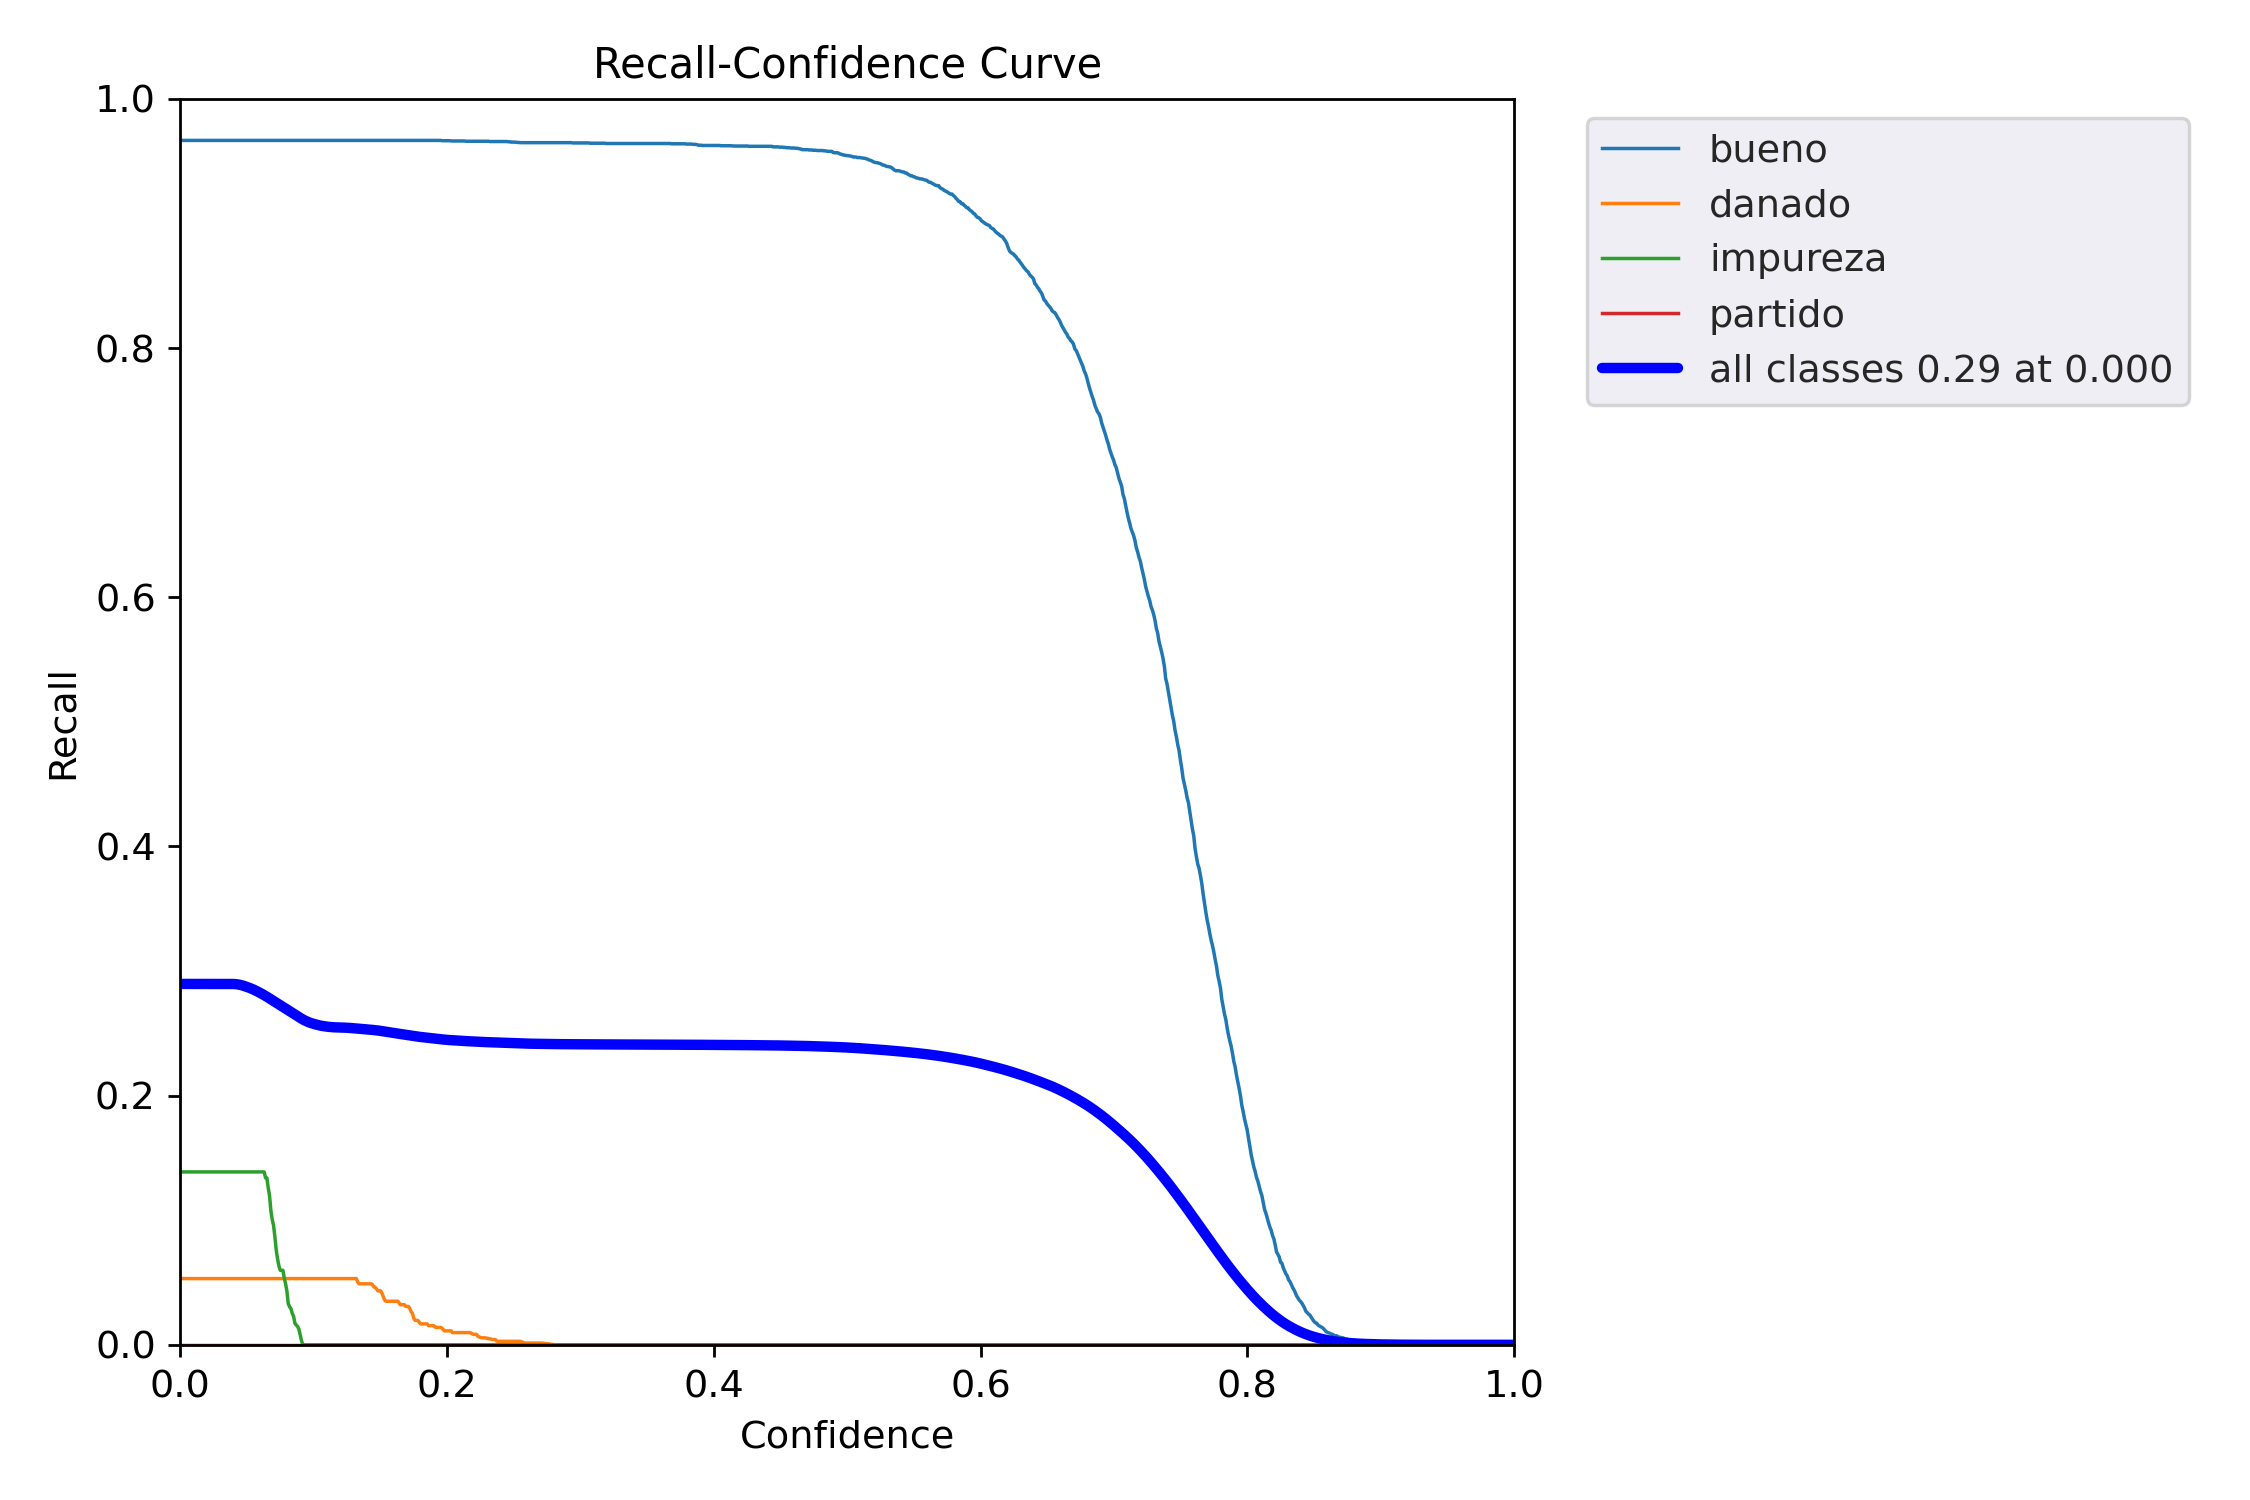 Recall-Confidence Curve
1.0
0.8
0.6
0.4
0.2
0.0
Recall
0.0 0.2 0.4 0.6 0.8 1.0
Confidence
bueno
danado
impureza
partido
all classes 0.29 at 0.000